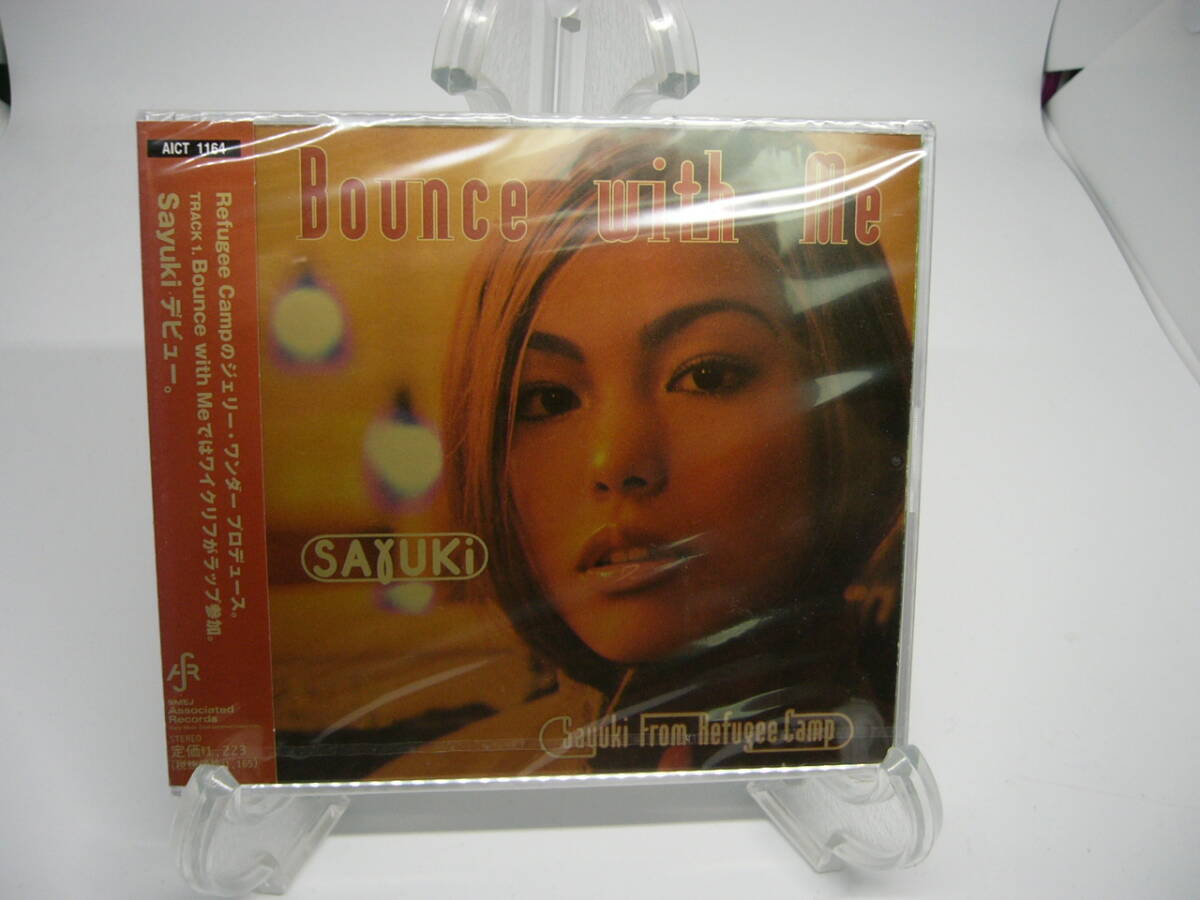 AICT 1164
Refugee Campのジェリー・ワンダー プロデュース。
TRACK 1. Bounce with Meではワイクリフがラップ参加。
Sayuki デビュー。
SMEJ
Associated
Records
STEREO
定価¥1,223
Bounce with Me
SAYUKi
Sayuki From Refugee Camp